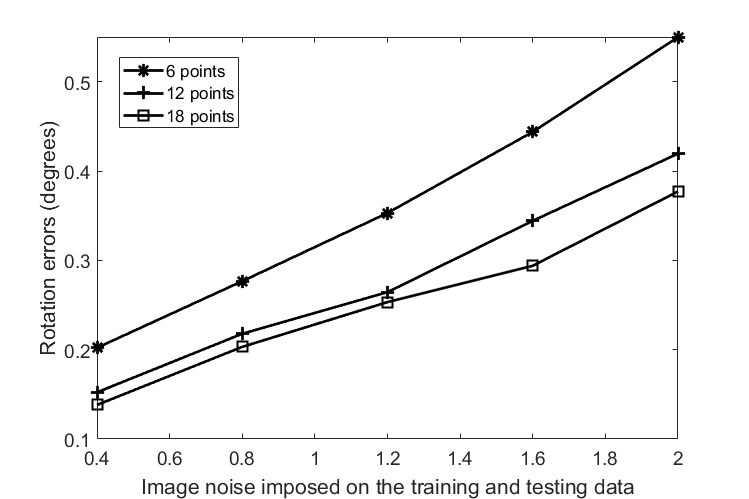 6 points
12 points
18 points
Rotation errors (degrees)
0.5
0.4
0.3
0.2
0.1
0.4 0.6 0.8 1 1.2 1.4 1.6 1.8 2
Image noise imposed on the training and testing data